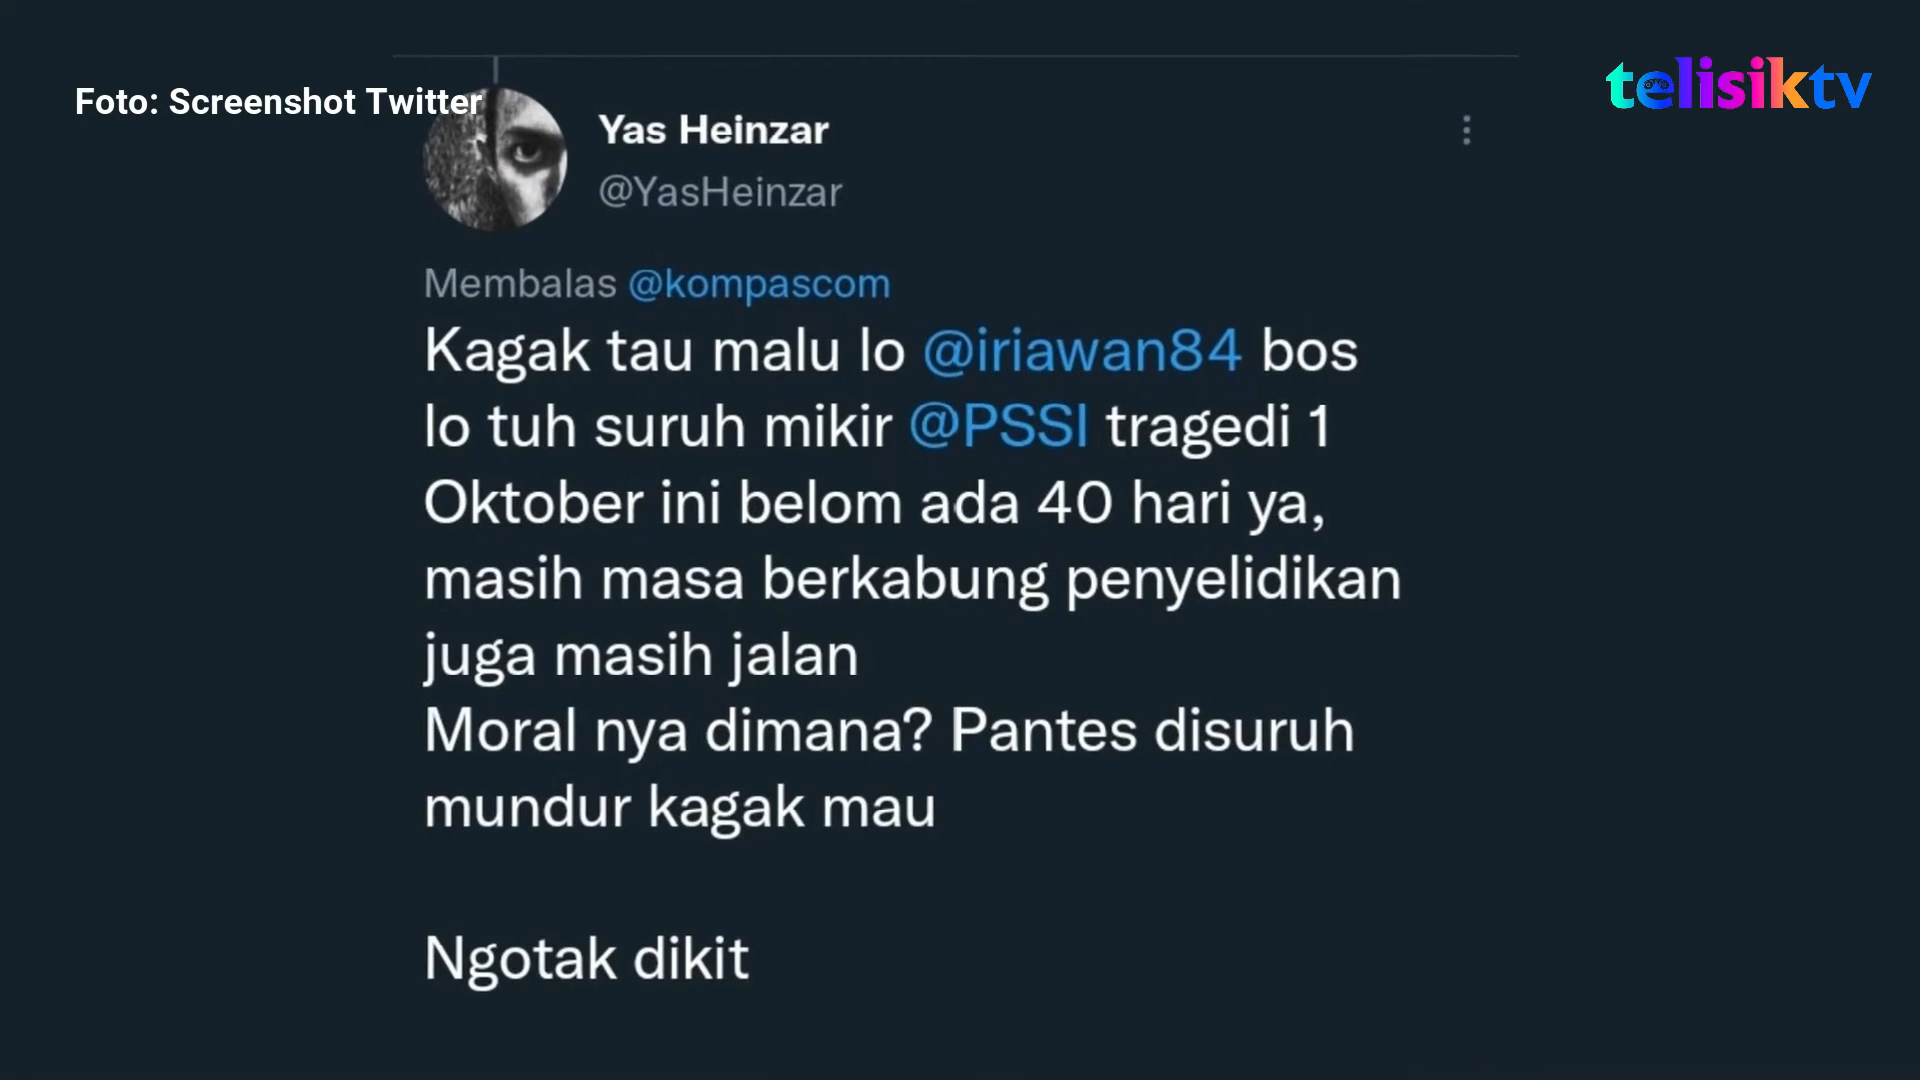 Foto: Screenshot Twitter
telisiktv
Yas Heinzar
@YasHeinzar
Membalas @kompascom
Kagak tau malu lo @iriawan84 bos
lo tuh suruh mikir @PSSI tragedi 1
Oktober ini belom ada 40 hari ya,
masih masa berkabung penyelidikan
juga masih jalan
Moral nya dimana? Pantes disuruh
mundur kagak mau
Ngotak dikit